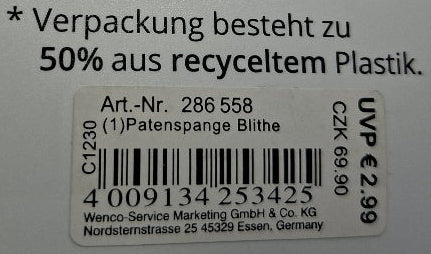 * Verpackung besteht zu
50% aus recyceltem Plastik.
Art.-Nr. 286 558
(1)Patenspange Blithe
C1230
4 009134 253425
Wenco-Service Marketing GmbH & Co. KG
Nordsternstrasse 25 45329 Essen, Germany
UVP € 2.99
CZK 69.90